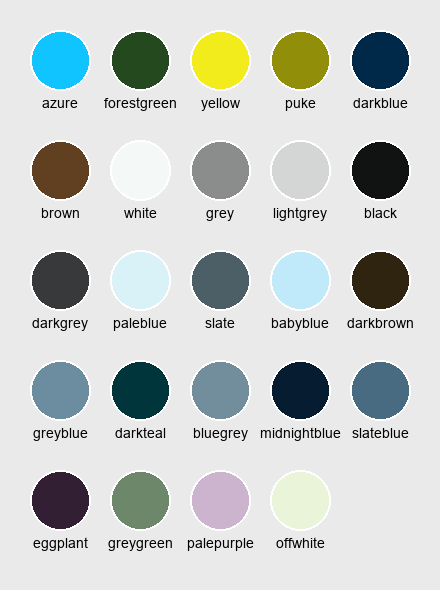 azure forestgreen yellow puke darkblue
brown white grey lightgrey black
darkgrey paleblue slate babyblue darkbrown
greyblue darkteal bluegrey midnightblue slateblue
eggplant greygreen palepurple offwhite